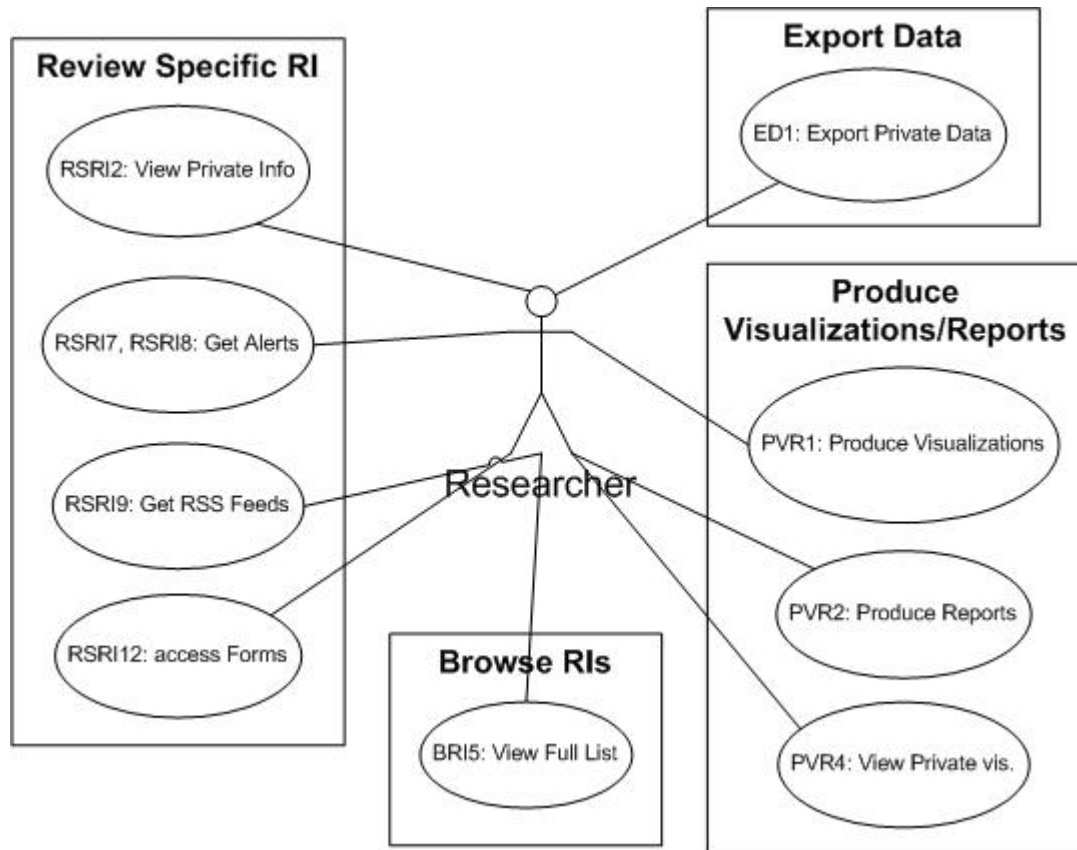 Review Specific RI
RSRI2: View Private Info
RSRI7, RSRI8: Get Alerts
RSRI9: Get RSS Feeds
RSRI12: access Forms
Researcher
Browse RIs
BRI5: View Full List
Export Data
ED1: Export Private Data
Produce
Visualizations/Reports
PVR1: Produce Visualizations
PVR2: Produce Reports
PVR4: View Private vis.